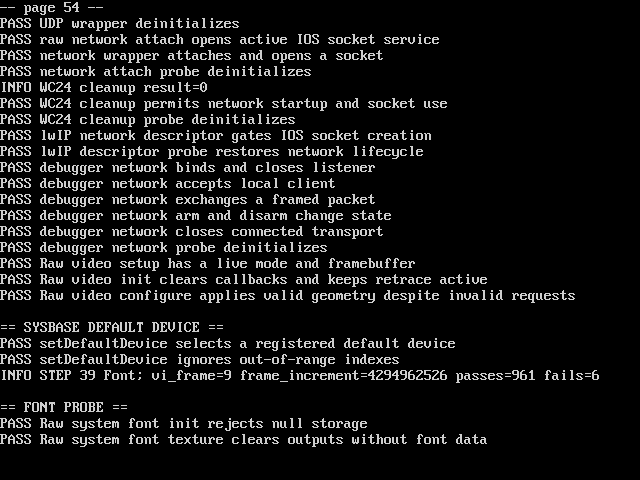 -- page 54 --
PASS UDP wrapper deinitializes
PASS raw network attach opens active IOS socket service
PASS network wrapper attaches and opens a socket
PASS network attach probe deinitializes
INFO WC24 cleanup result=0
PASS WC24 cleanup permits network startup and socket use
PASS WC24 cleanup probe deinitializes
PASS lwIP network descriptor gates IOS socket creation
PASS lwIP descriptor probe restores network lifecycle
PASS debugger network binds and closes listener
PASS debugger network accepts local client
PASS debugger network exchanges a framed packet
PASS debugger network arm and disarm change state
PASS debugger network closes connected transport
PASS debugger network probe deinitializes
PASS Raw video setup has a live mode and framebuffer
PASS Raw video init clears callbacks and keeps retrace active
PASS Raw video configure applies valid geometry despite invalid requests
== SYSBASE DEFAULT DEVICE ==
PASS setDefaultDevice selects a registered default device
PASS setDefaultDevice ignores out-of-range indexes
INFO STEP 39 Font; vi_frame=9 frame_increment=4294962526 passes=961 fails=6
== FONT PROBE ==
PASS Raw system font init rejects null storage
PASS Raw system font texture clears outputs without font data